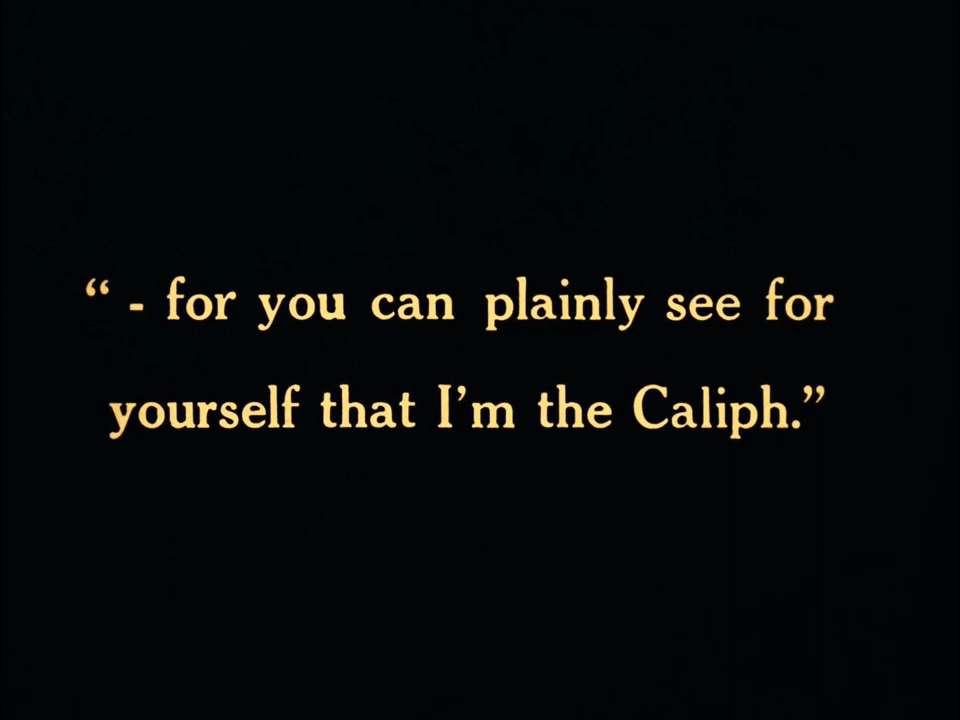 “ - for you can plainly see for
yourself that I’m the Caliph.”